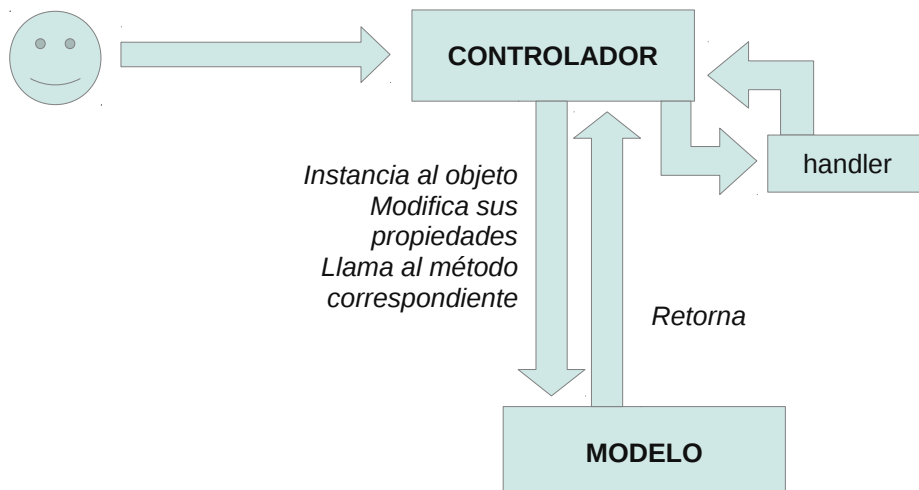 CONTROLADOR
handler
Instancia al objeto
Modifica sus
propiedades
Llama al método
correspondiente
Retorna
MODELO